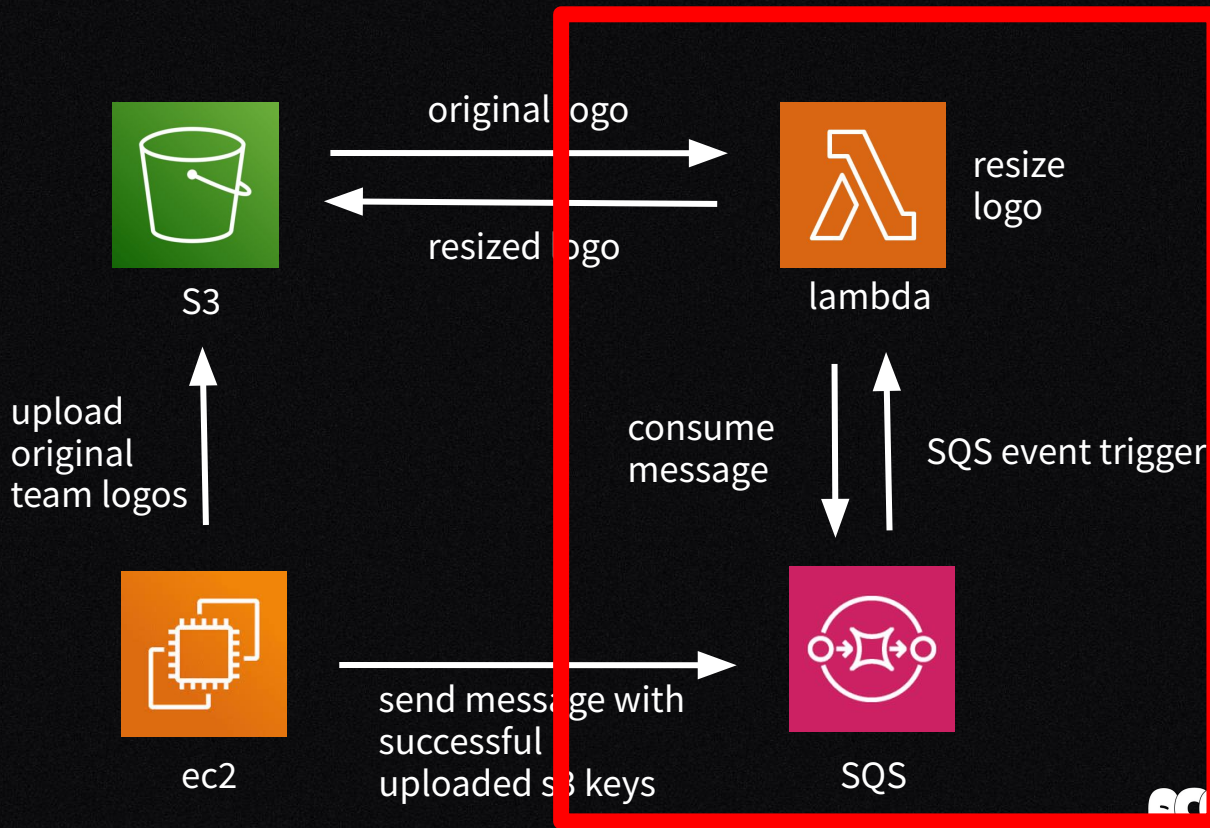 original logo
resized logo
resize
logo
S3
lambda
upload
original
team logos
consume
message
SQS event trigger
send message with
successful
uploaded s3 keys
ec2
SQS